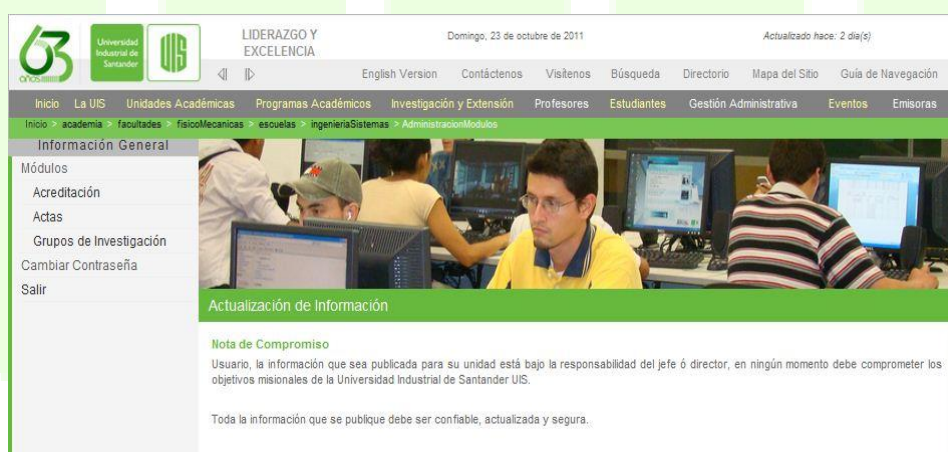 63
años
Universidad
Industrial de
Santander
UIS
LIDERAZGO Y
EXCELENCIA
Domingo, 23 de octubre de 2011
Actualizado hace: 2 dia(s)
English Version Contáctenos Visítenos Búsqueda Directorio Mapa del Sitio Guía de Navegación
Inicio La UIS Unidades Académicas Programas Académicos Investigación y Extensión Profesores Estudiantes Gestión Administrativa Eventos Emisoras
Inicio > academia > facultades > fisicoMecanicas > escuelas > ingenieriaSistemas > AdministracionModulos
Información General
Módulos
Acreditación
Actas
Grupos de Investigación
Cambiar Contraseña
Salir
Actualización de Información
Nota de Compromiso
Usuario, la información que sea publicada para su unidad está bajo la responsabilidad del jefe ó director, en ningún momento debe comprometer los
objetivos misionales de la Universidad Industrial de Santander UIS.
Toda la información que se publique debe ser confiable, actualizada y segura.